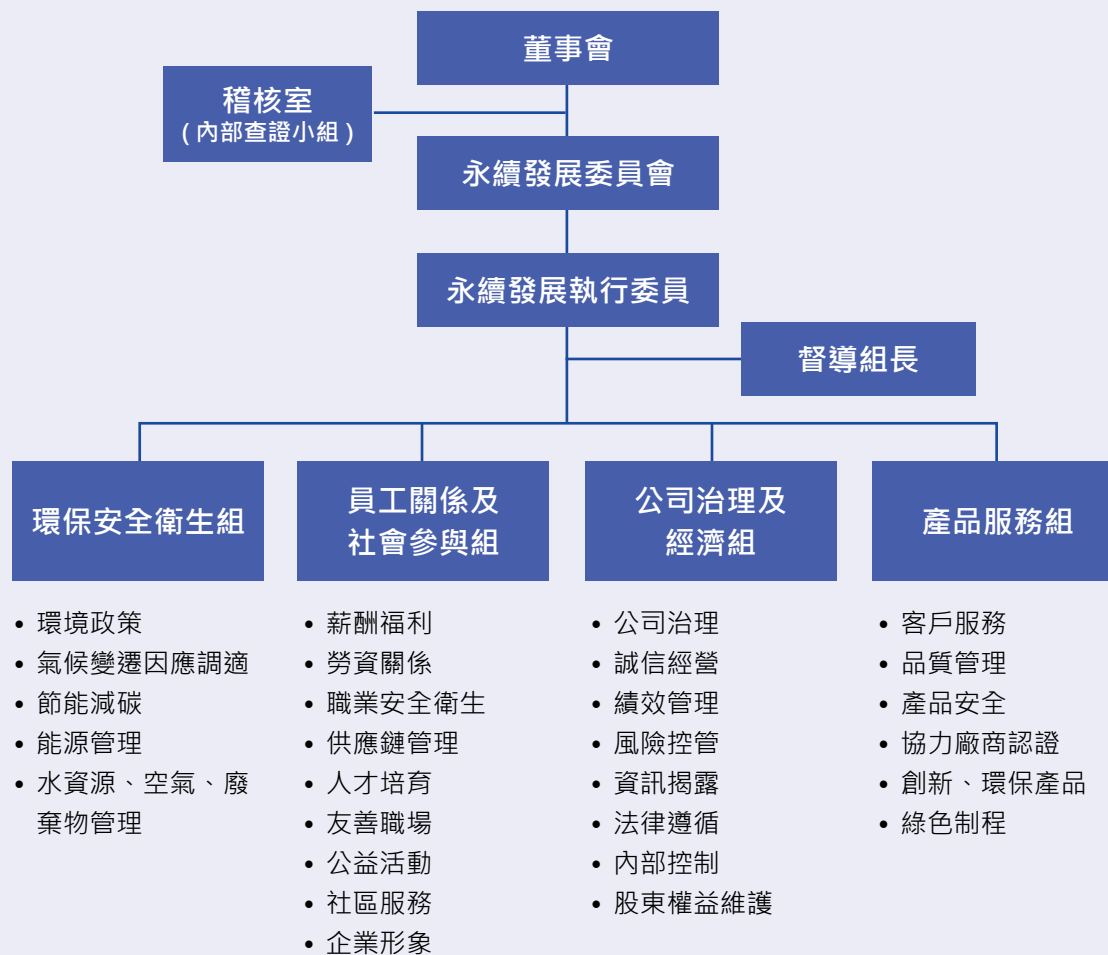 董事會
稽核室
(內部查證小組)
永續發展委員會
永續發展執行委員
督導組長
環保安全衛生組
• 環境政策
• 氣候變遷因應調適
• 節能減碳
• 能源管理
• 水資源、空氣、廢
棄物管理
員工關係及
社會參與組
• 薪酬福利
• 勞資關係
• 職業安全衛生
• 供應鏈管理
• 人才培育
• 友善職場
• 公益活動
• 社區服務
• 企業形象
公司治理及
經濟組
• 公司治理
• 誠信經營
• 績效管理
• 風險控管
• 資訊揭露
• 法律遵循
• 內部控制
• 股東權益維護
產品服務組
• 客戶服務
• 品質管理
• 產品安全
• 協力廠商認證
• 創新、環保產品
• 綠色制程